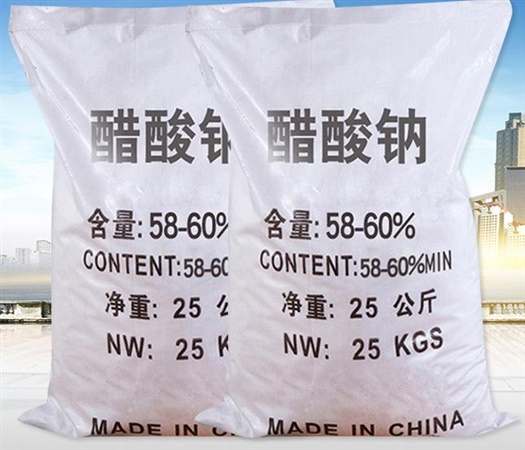 醋酸钠
含量:58-60%
CONTENT:58-60
净重: 25 公
NW: 25 K
MADE IN C
醋酸钠
含量:58-60%
CONTENT:58-60%MIN
净重: 25 公斤
NW: 25 KGS
MADE IN CHINA